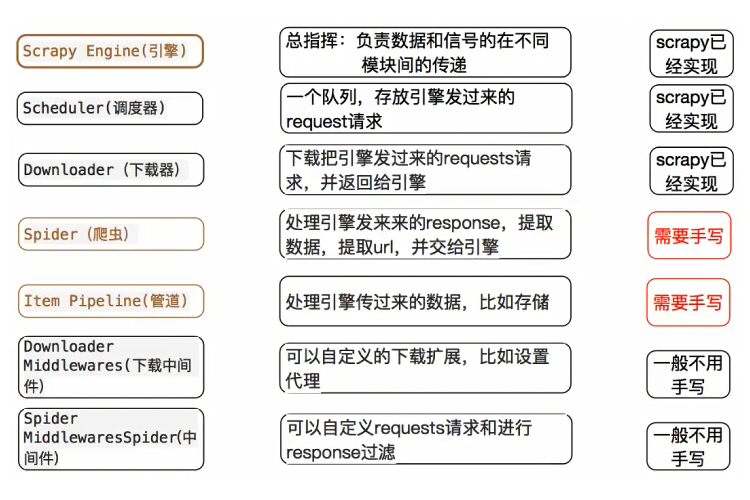 Scrapy Engine(引擎)
总指挥：负责数据和信号的在不同
模块间的传递
scrapy已
经实现
Scheduler(调度器)
一个队列，存放引擎发过来的
request请求
scrapy已
经实现
Downloader（下载器）
下载把引擎发过来的requests请
求，并返回给引擎
scrapy已
经实现
Spider（爬虫）
处理引擎发来来的response，提取
数据，提取url，并交给引擎
需要手写
Item Pipeline(管道)
处理引擎传过来的数据，比如存储
需要手写
Downloader
Middlewares(下载中间
件)
可以自定义的下载扩展，比如设置
代理
一般不用
手写
Spider
MiddlewaresSpider(中
间件)
可以自定义requests请求和进行
response过滤
一般不用
手写